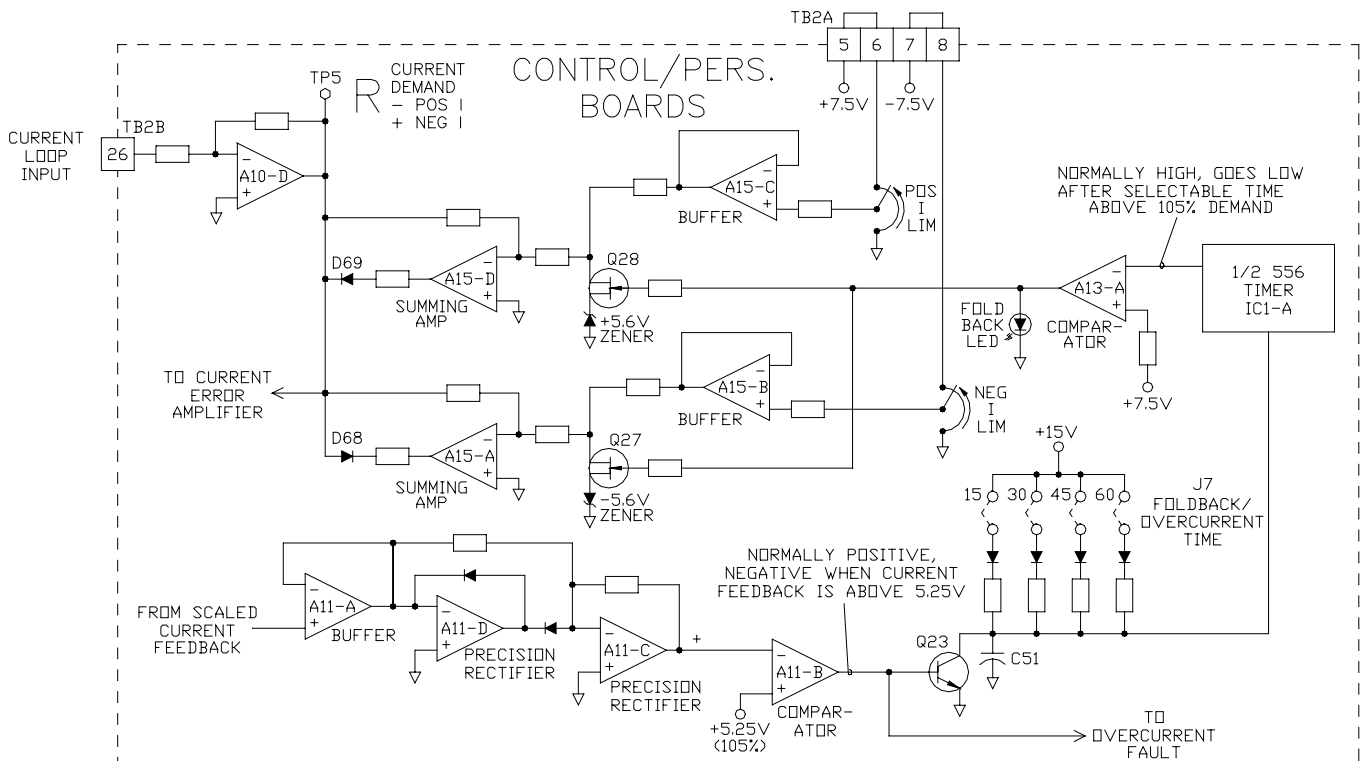 TB2A
5 6 7 8
+7.5V
-7.5V
CONTROL/PERS.
BOARDS
TP5
R
CURRENT
DEMAND
- POS I
+ NEG I
CURRENT
LOOP
INPUT
TB2B
26
-
+
A10-D
-
+
A15-C
BUFFER
POS
I
LIM
NORMALLY HIGH, GOES LOW
AFTER SELECTABLE TIME
ABOVE 105% DEMAND
D69
-
+
A15-D
SUMMING
AMP
Q28
+5.6V
ZENER
FOLD
BACK
LED
-
+
A13-A
COMPAR-
ATOR
+7.5V
1/2 556
TIMER
IC1-A
TO CURRENT
ERROR
AMPLIFIER
-
+
A15-B
BUFFER
NEG
I
LIM
D68
-
+
A15-A
SUMMING
AMP
Q27
-5.6V
ZENER
+15V
15 30 45 60
J7
FOLDBACK/
OVERCURRENT
TIME
FROM SCALED
CURRENT
FEEDBACK
-
+
A11-A
BUFFER
-
+
A11-D
PRECISION
RECTIFIER
-
+
A11-C
PRECISION
RECTIFIER
+
NORMALLY POSITIVE,
NEGATIVE WHEN CURRENT
FEEDBACK IS ABOVE 5.25V
-
+
A11-B
COMPAR-
ATOR
+5.25V
(105%)
Q23
C51
TO
OVERCURRENT
FAULT